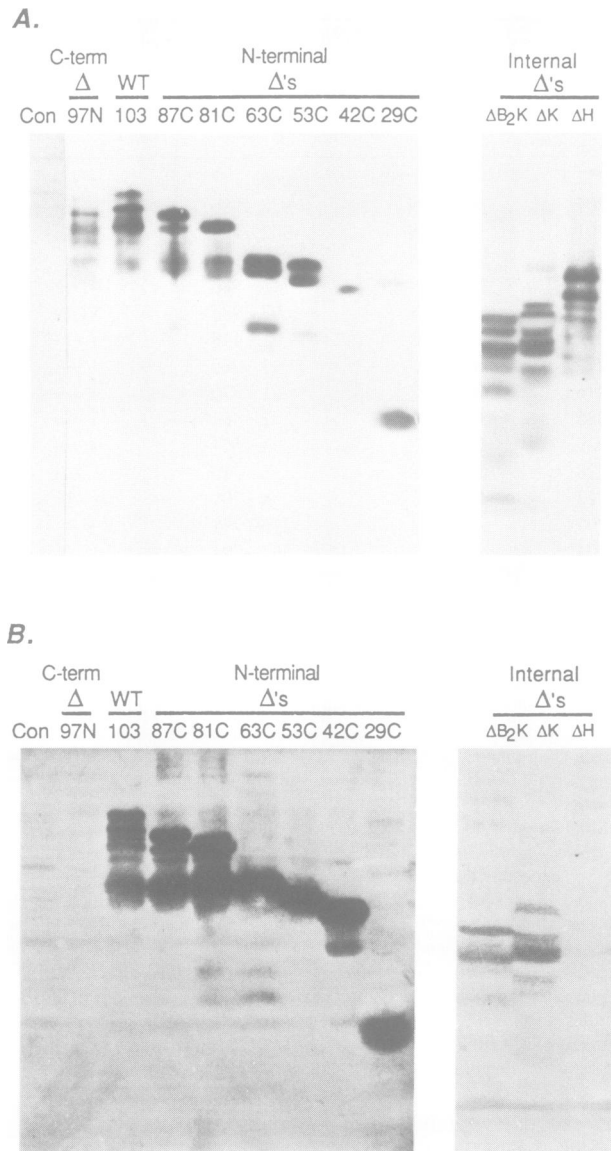 A.
C-term N-terminal Internal
Δ WT Δ's Δ's
Con 97N 103 87C 81C 63C 53C 42C 29C ΔB₂K ΔK ΔH
B.
C-term N-terminal Internal
Δ WT Δ's Δ's
Con 97N 103 87C 81C 63C 53C 42C 29C ΔB₂K ΔK ΔH